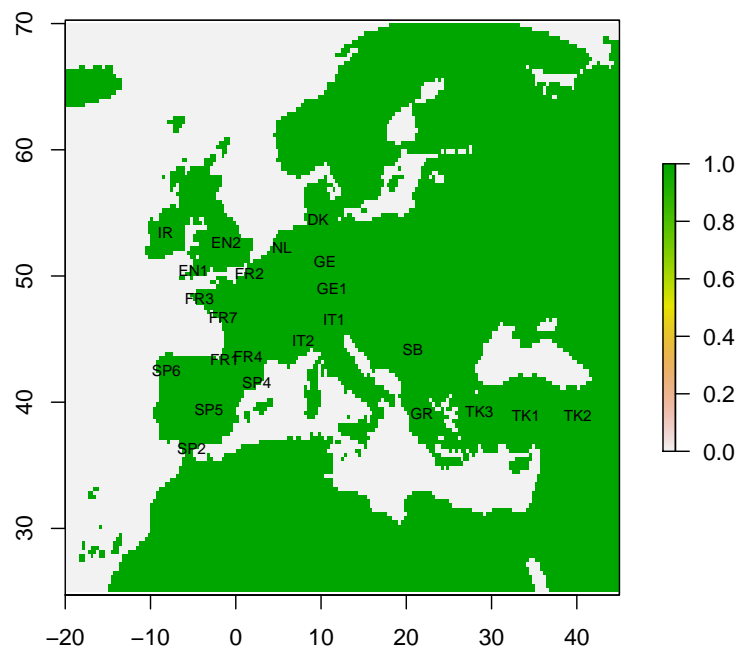 70
60
50
40
30
−20 −10 0 10 20 30 40
1.0
0.8
0.6
0.4
0.2
0.0
DK
IR
EN2
NL
GE
EN1
FR2
GE1
FR3
FR7
IT1
IT2
SB
FR1
FR4
SP6
SP4
SP5
GR
TK3
TK1
TK2
SP2